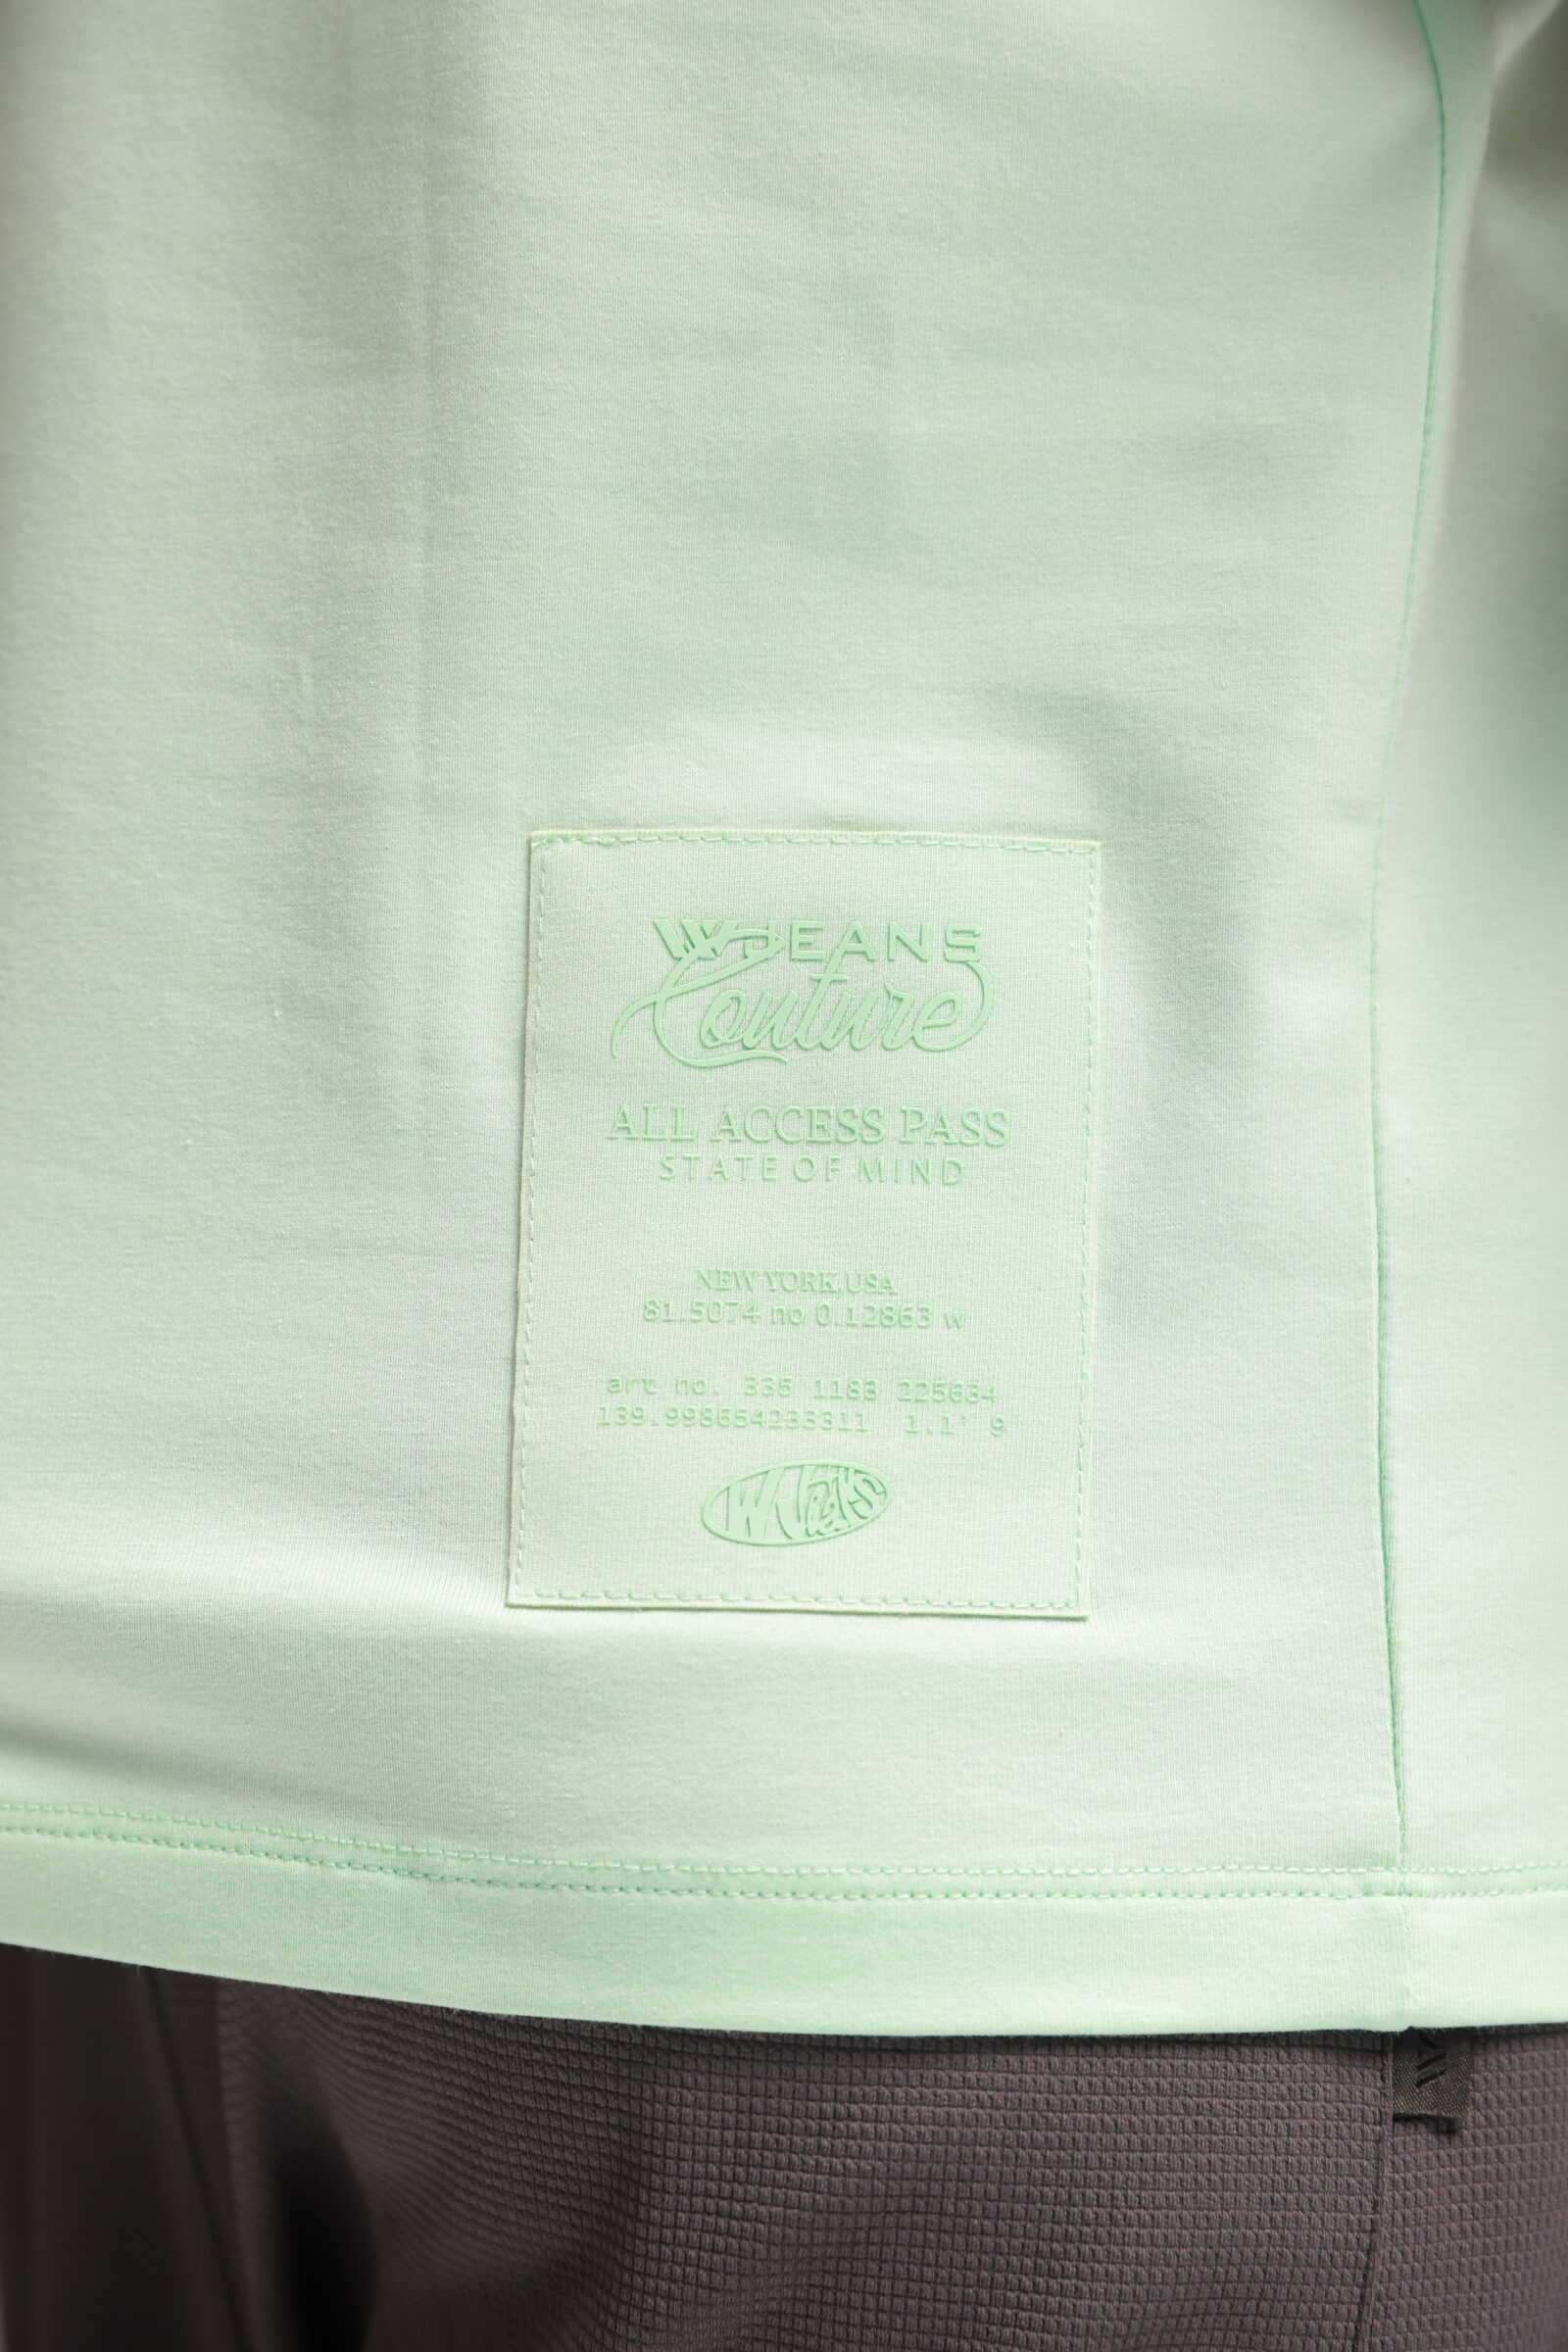 W JEANS
Couture
ALL ACCESS PASS
STATE OF MIND
NEW YORK,USA
81.5074 no 0.12863 w
art no. 335 1183 225634
139.998654233311 1.1' 9